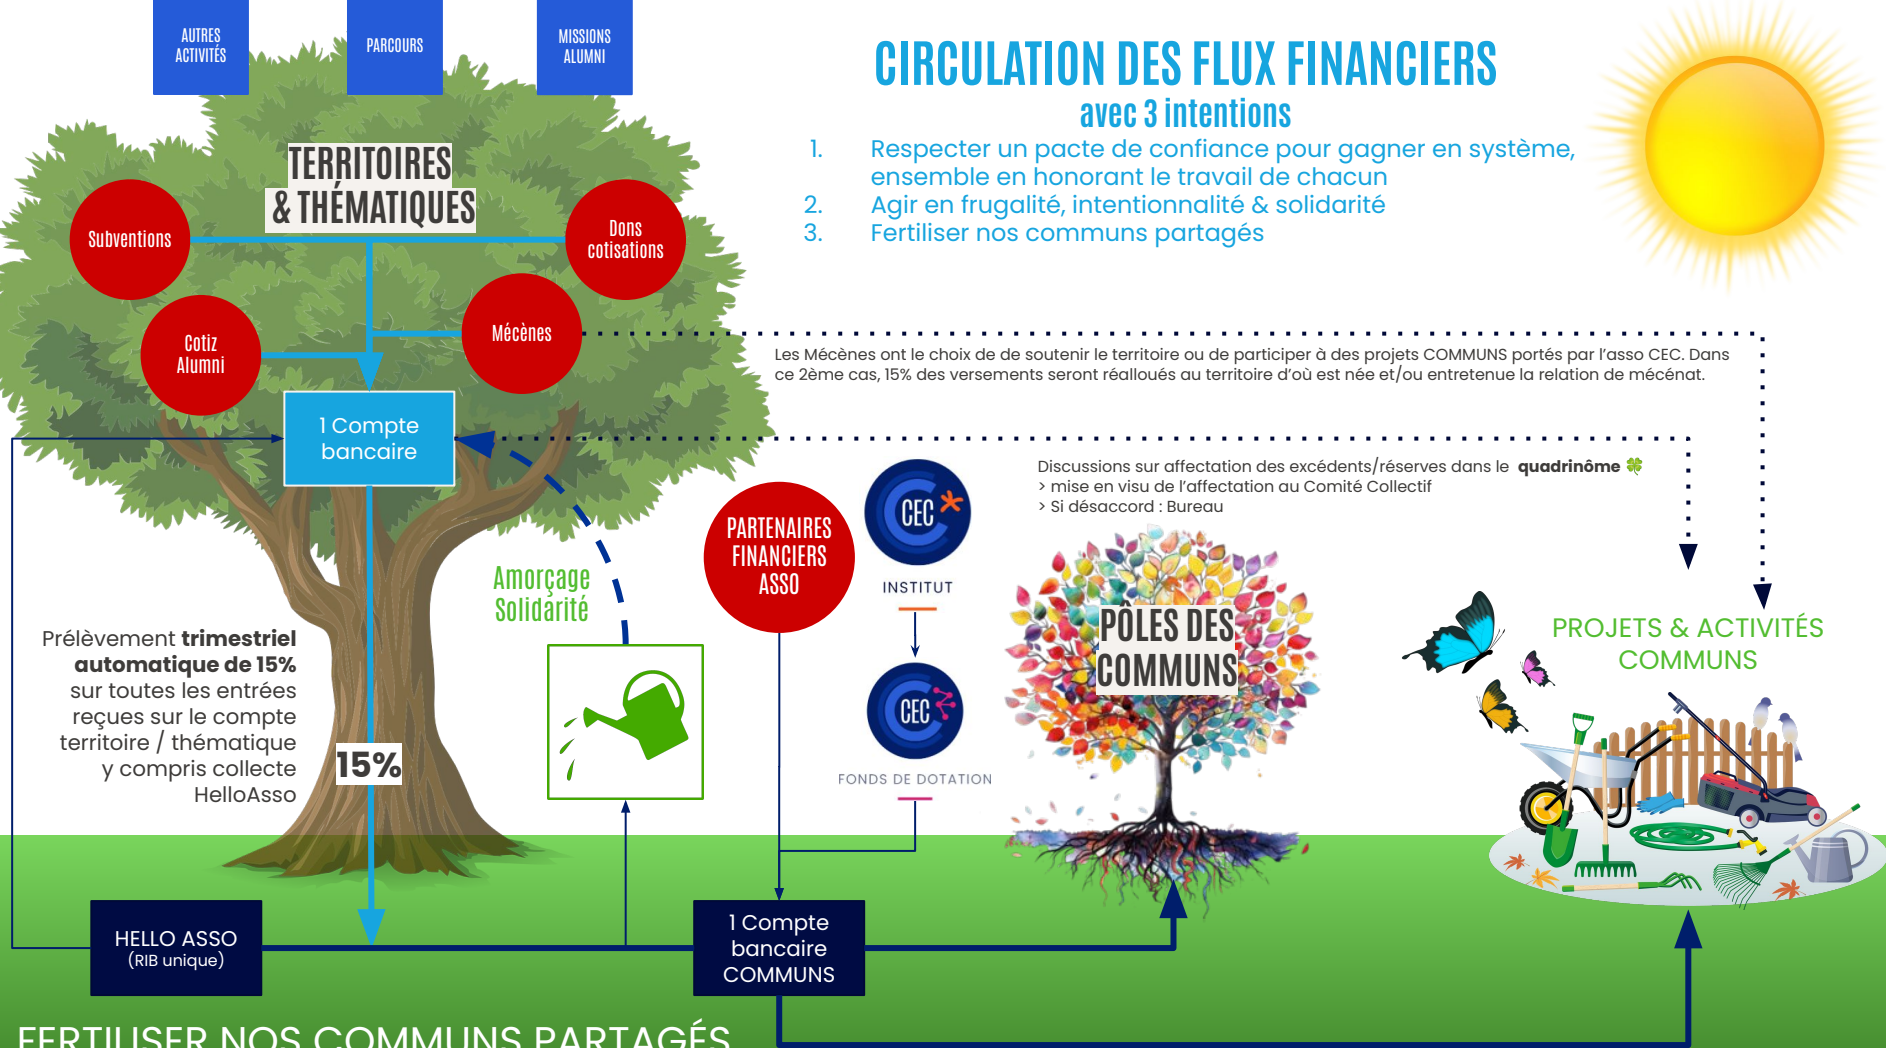 AUTRES
ACTIVITÉS
PARCOURS
MISSIONS
ALUMNI
CIRCULATION DES FLUX FINANCIERS
avec 3 intentions
1. Respecter un pacte de confiance pour gagner en système,
ensemble en honorant le travail de chacun
2. Agir en frugalité, intentionnalité & solidarité
3. Fertiliser nos communs partagés
TERRITOIRES
& THÉMATIQUES
Subventions
Dons
cotisations
Cotiz
Alumni
Mécènes
Les Mécènes ont le choix de de soutenir le territoire ou de participer à des projets COMMUNS portés par l'asso CEC. Dans
ce 2ème cas, 15% des versements seront réalloués au territoire d'où est née et/ou entretenue la relation de mécénat.
1 Compte
bancaire
Discussions sur affectation des excédents/réserves dans le quadrinôme 🍀
> mise en visu de l'affectation au Comité Collectif
> Si désaccord : Bureau
PARTENAIRES
FINANCIERS
ASSO
CEC
INSTITUT
Amorçage
Solidarité
PÔLES DES
COMMUNS
PROJETS & ACTIVITÉS
COMMUNS
Prélèvement trimestriel
automatique de 15%
sur toutes les entrées
reçues sur le compte
territoire / thématique
y compris collecte
HelloAsso
15%
CEC
FONDS DE DOTATION
HELLO ASSO
(RIB unique)
1 Compte
bancaire
COMMUNS
FERTILISER NOS COMMUNS PARTAGÉS